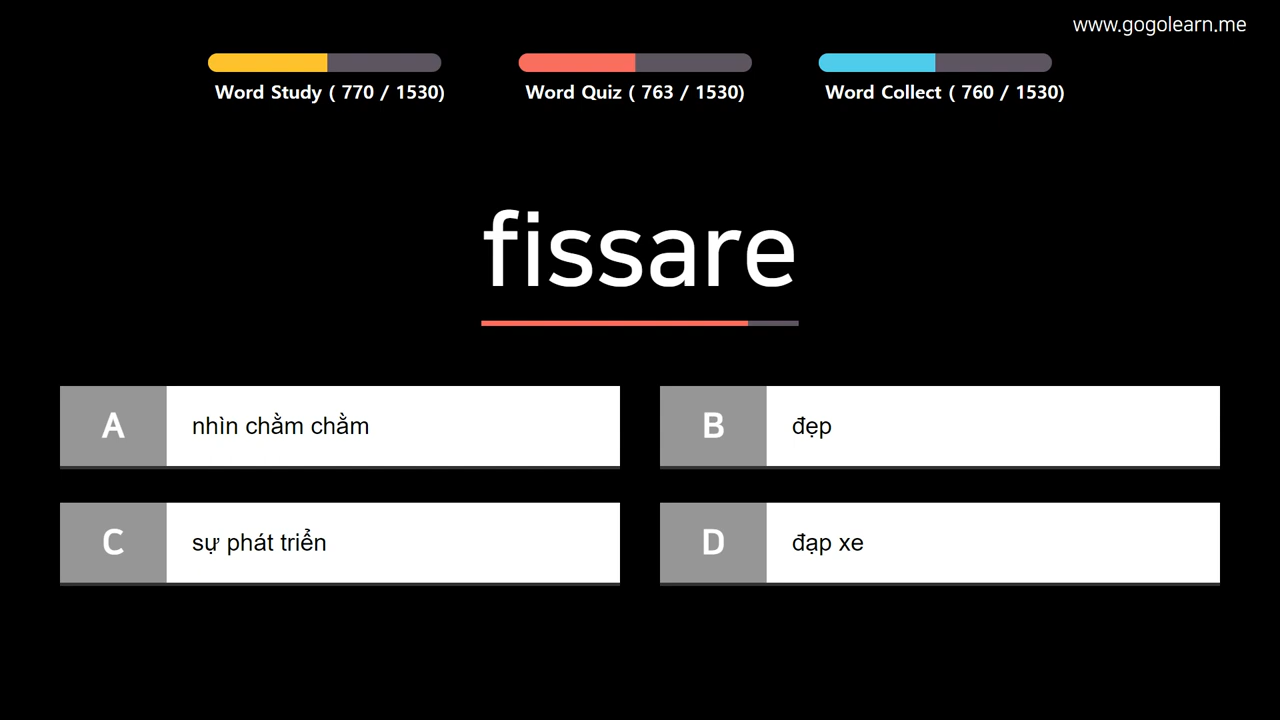 www.gogolearn.me
Word Study ( 770 / 1530)
Word Quiz ( 763 / 1530)
Word Collect ( 760 / 1530)
fissare
A
nhìn chằm chằm
B
đẹp
C
sự phát triển
D
đạp xe